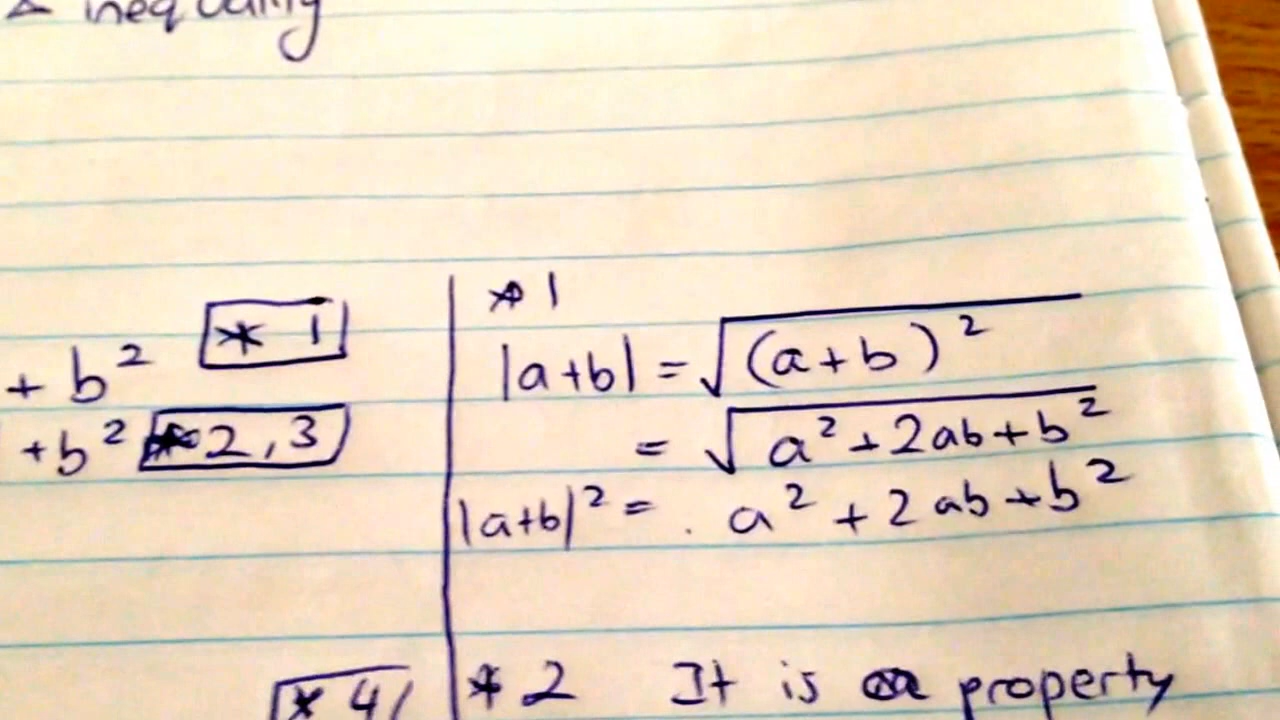 △ inequality
+ b² * 1
+b² * 2, 3
* 4
* 1
|a+b| = √(a+b)²
= √a²+2ab+b²
|a+b|² = a² + 2ab + b²
* 2 It is property